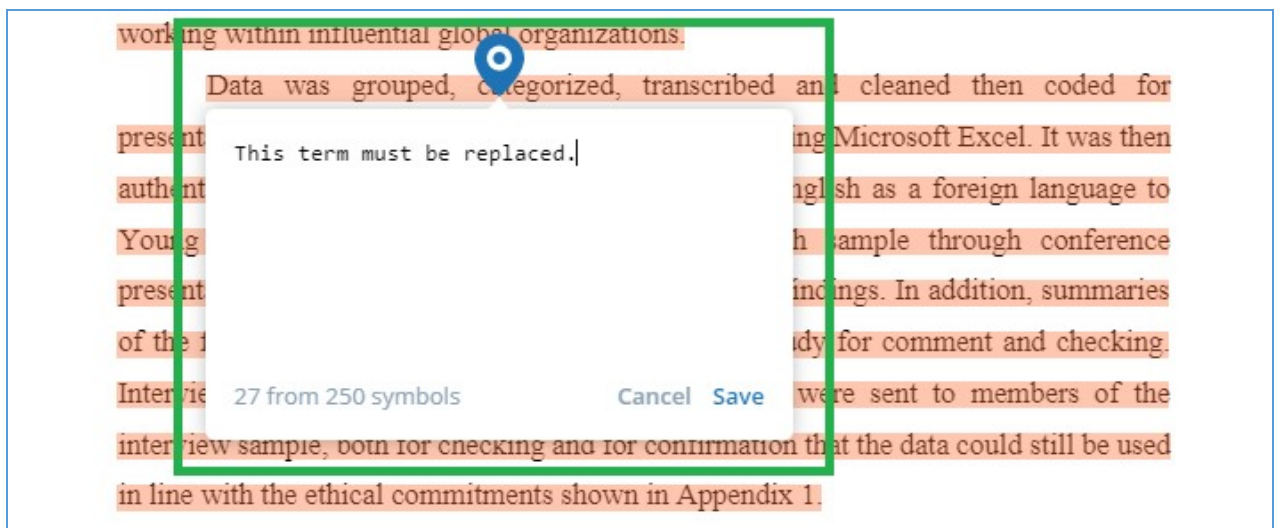 working within influential global organizations.
Data was grouped, categorized, transcribed and cleaned then coded for
present ing Microsoft Excel. It was then
authent nglish as a foreign language to
Young h sample through conference
present indings. In addition, summaries
of the f dy for comment and checking.
Intervie were sent to members of the
interview sample, both for checking and for confirmation that the data could still be used
in line with the ethical commitments shown in Appendix 1.
This term must be replaced.
27 from 250 symbols Cancel Save